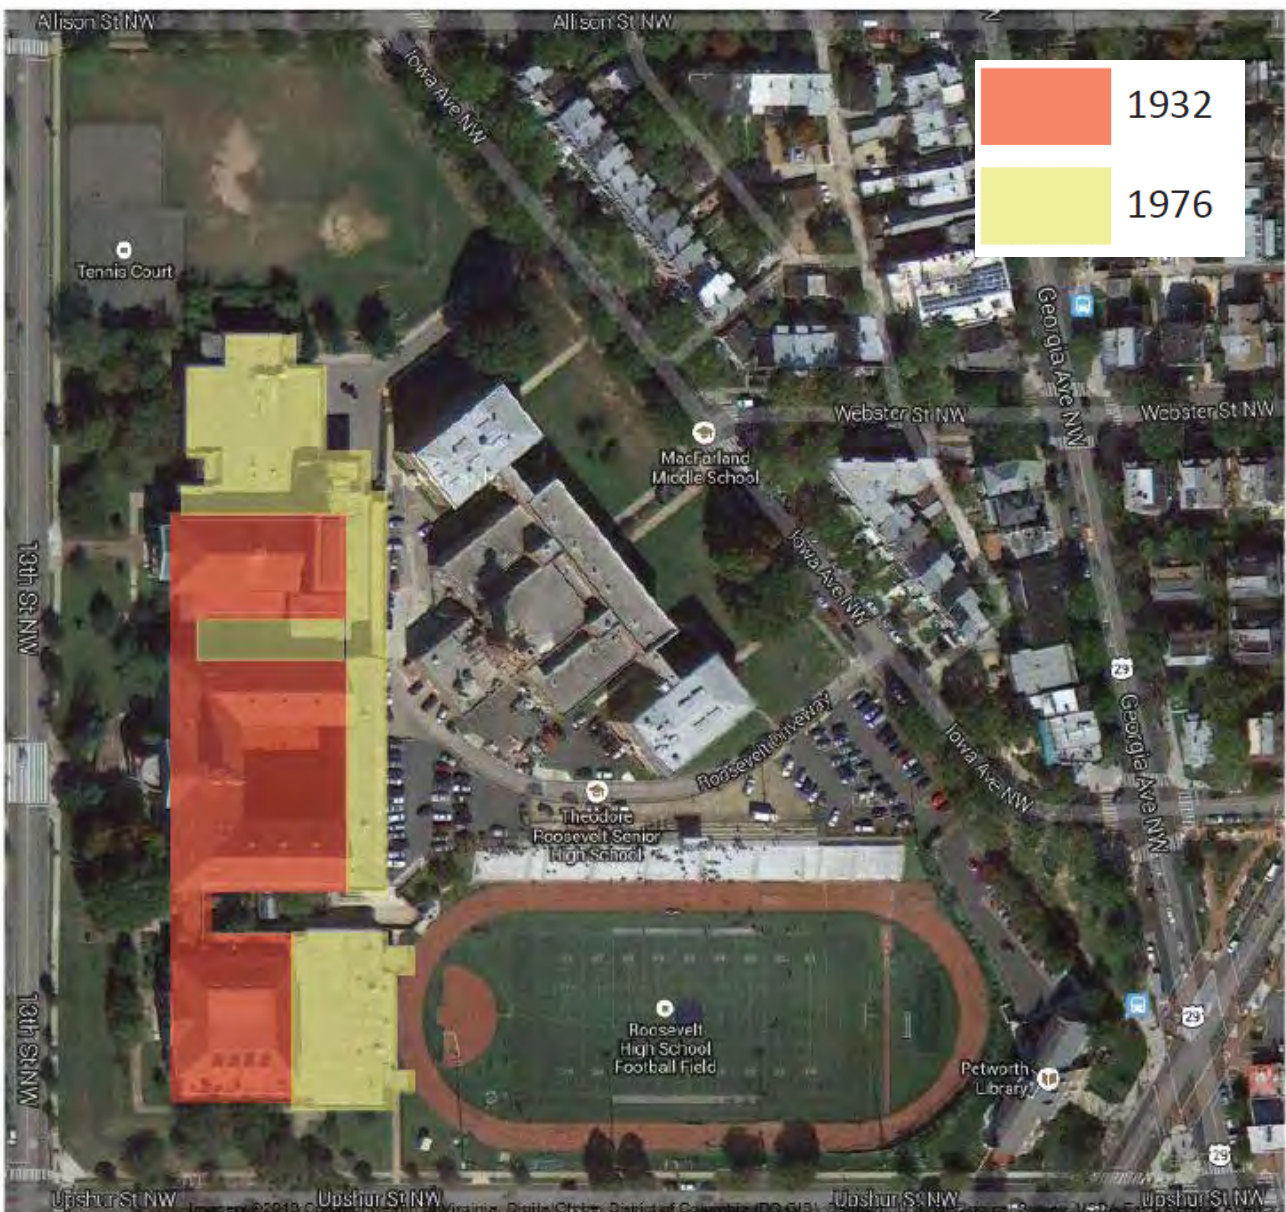 Allison St NW
Allison St NW
Iowa Ave NW
1932
1976
Tennis Court
Georgia Ave NW
Webster St NW
Webster St NW
MacFarland
Middle School
13th St NW
Iowa Ave NW
29
Georgia Ave NW
Roosevelt Driveway
Iowa Ave NW
Theodore
Roosevelt Senior
High School
13th St NW
29
Roosevelt
High School
Football Field
Petworth
Library
29
Upshur St NW
Upshur St NW
Upshur St NW
Upshur St NW